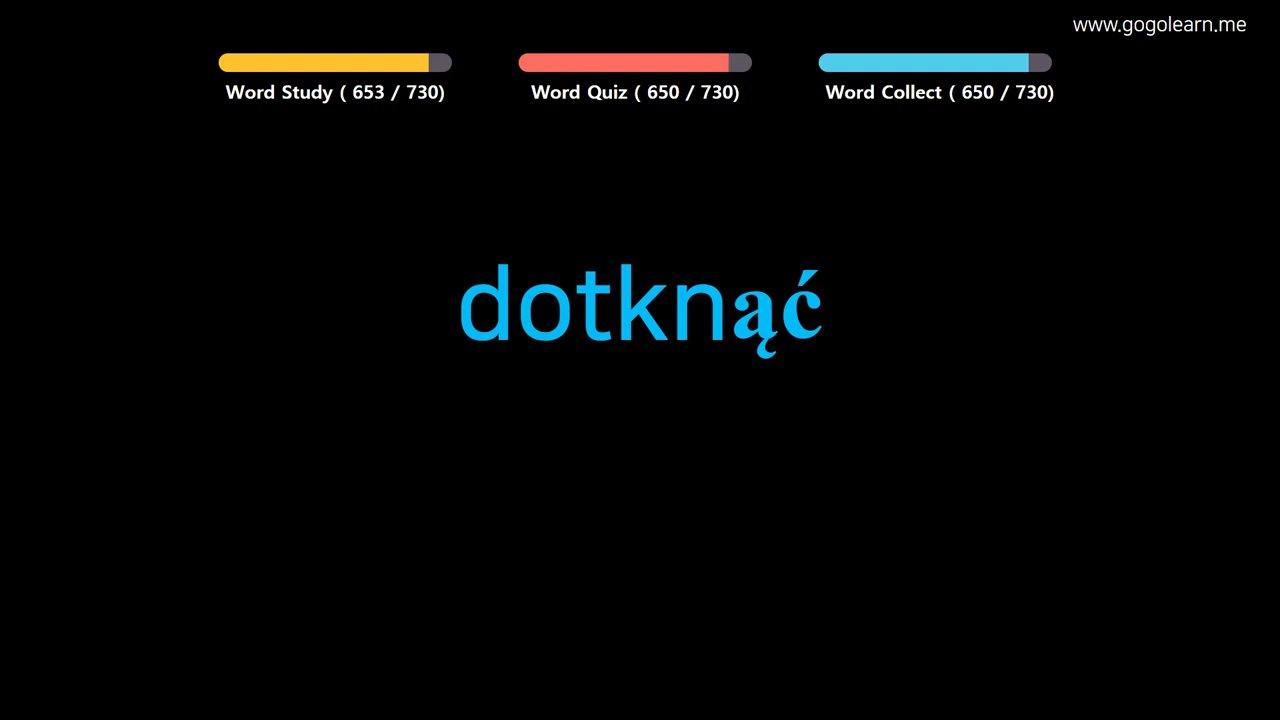 www.gogolearn.me
Word Study ( 653 / 730)
Word Quiz ( 650 / 730)
Word Collect ( 650 / 730)
dotknąć